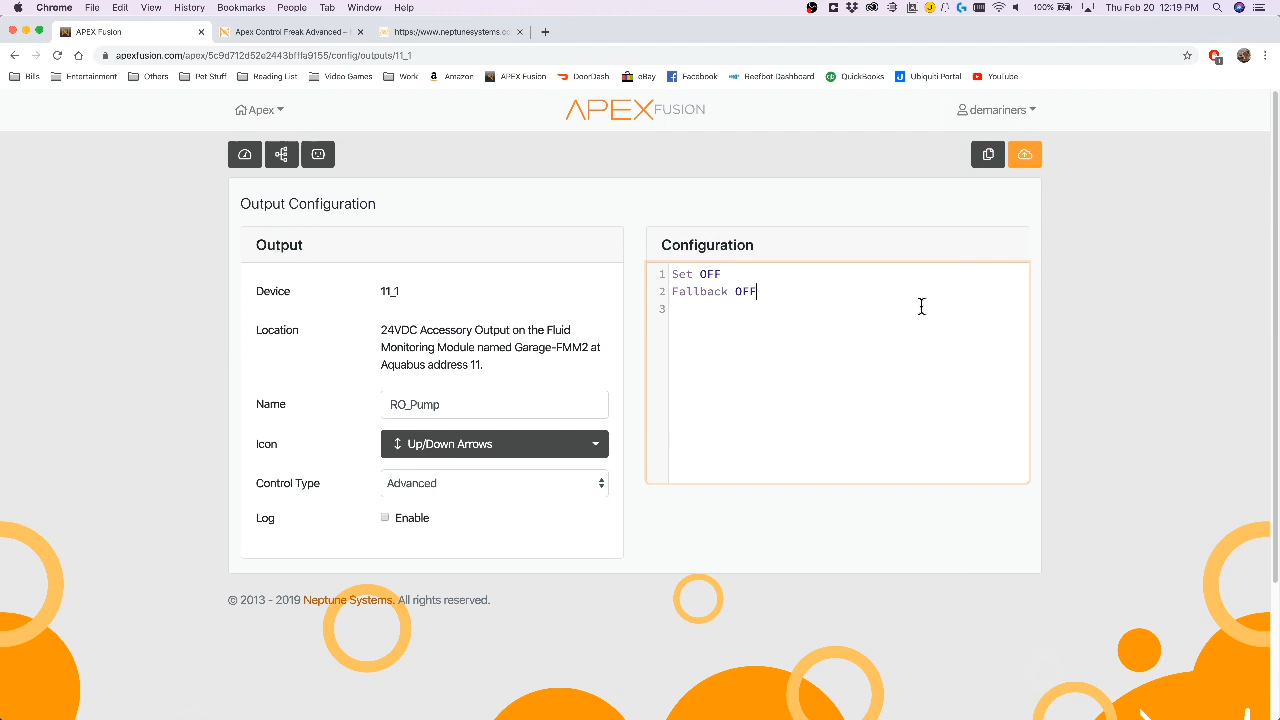 Chrome File Edit View History Bookmarks People Tab Window Help
100% Thu Feb 20 12:19 PM
APEX Fusion
Apex Control Freak Advanced –
https://www.neptunesystems.co
apexfusion.com/apex/5c9d712d52e2443bf1fa9155/config/outputs/11_1
Bills Entertainment Others Pet Stuff Reading List Video Games Work Amazon APEX Fusion DoorDash eBay Facebook Reefbot Dashboard QuickBooks Ubiquiti Portal YouTube
Apex
APEX FUSION
demariners
Output Configuration
Output
Device 11_1
Location 24VDC Accessory Output on the Fluid
Monitoring Module named Garage-FMM2 at
Aquabus address 11.
Name RO_Pump
Icon Up/Down Arrows
Control Type Advanced
Log Enable
Configuration
1 Set OFF
2 Fallback OFF
3
© 2013 - 2019 Neptune Systems. All rights reserved.